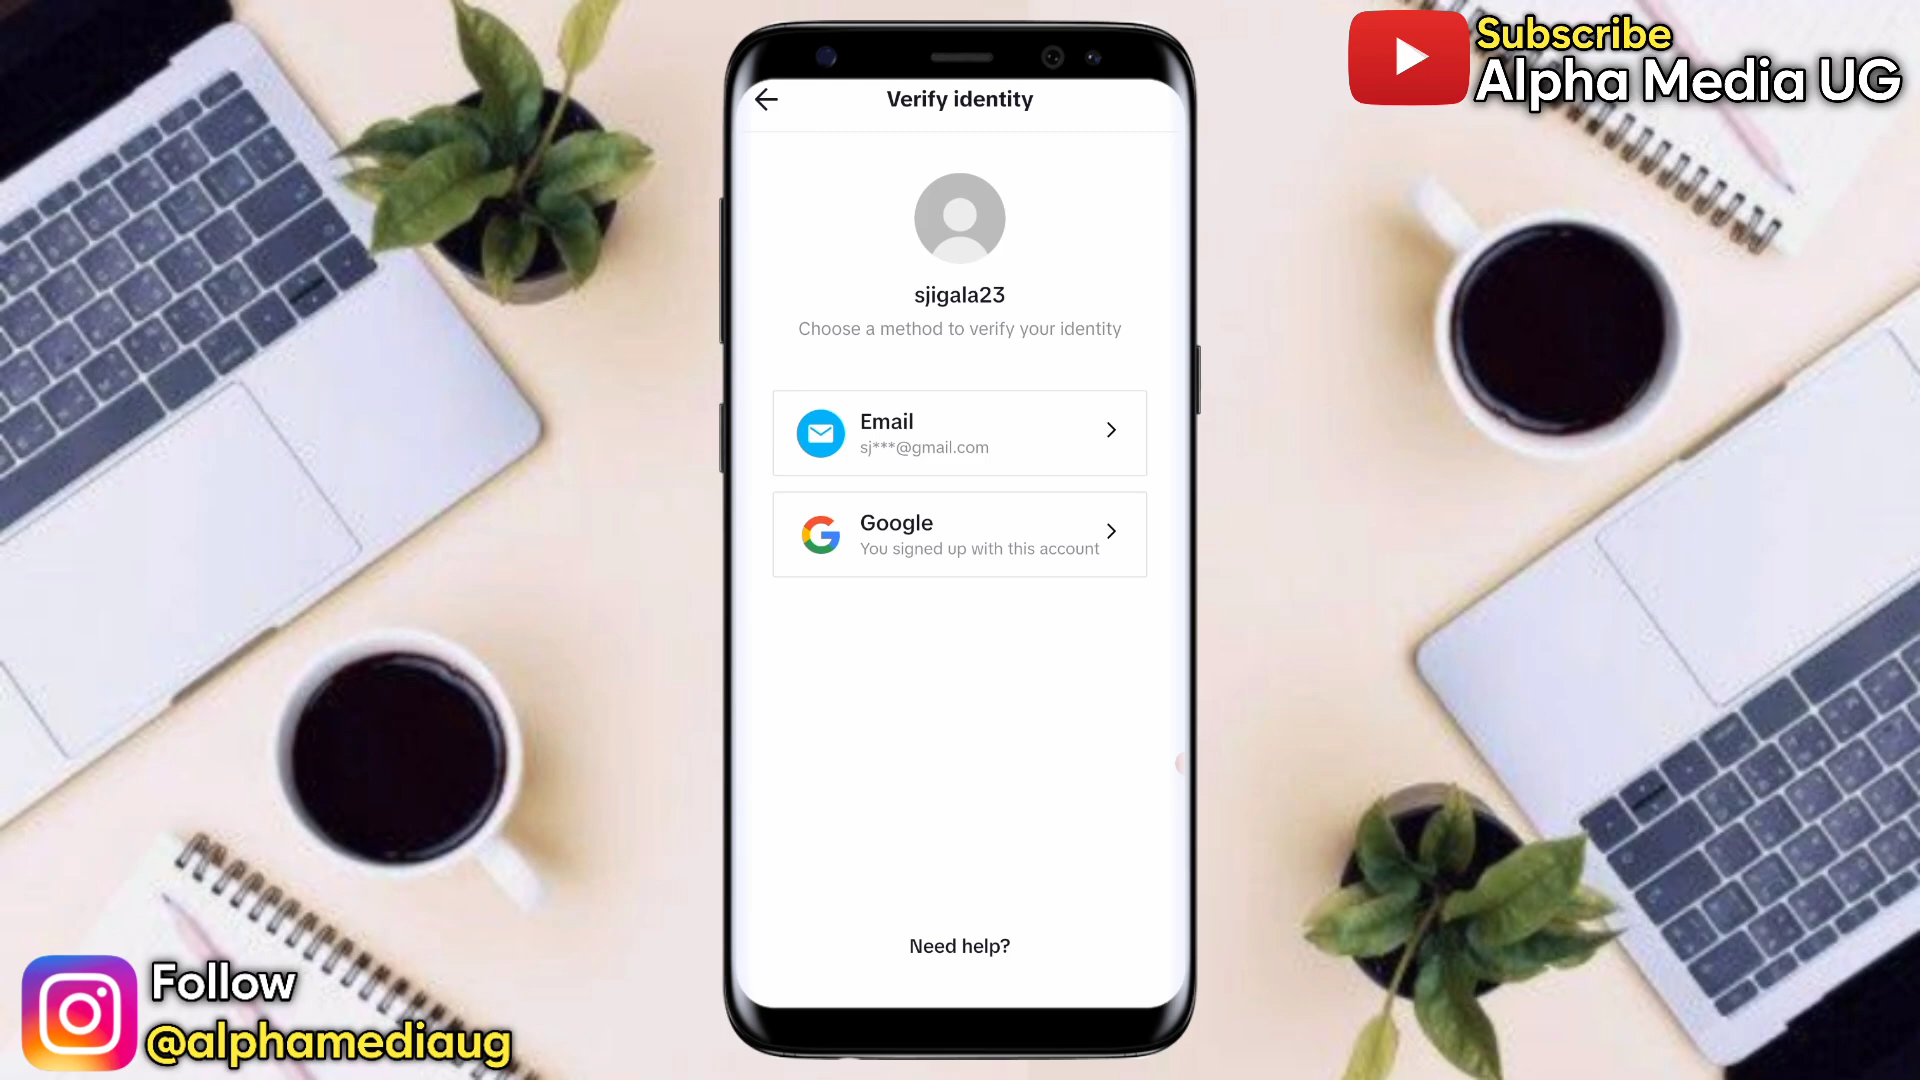 Subscribe
Alpha Media UG
Verify identity
sjigala23
Choose a method to verify your identity
Email
sj***@gmail.com
Google
You signed up with this account
Need help?
Follow
@alphamediaug